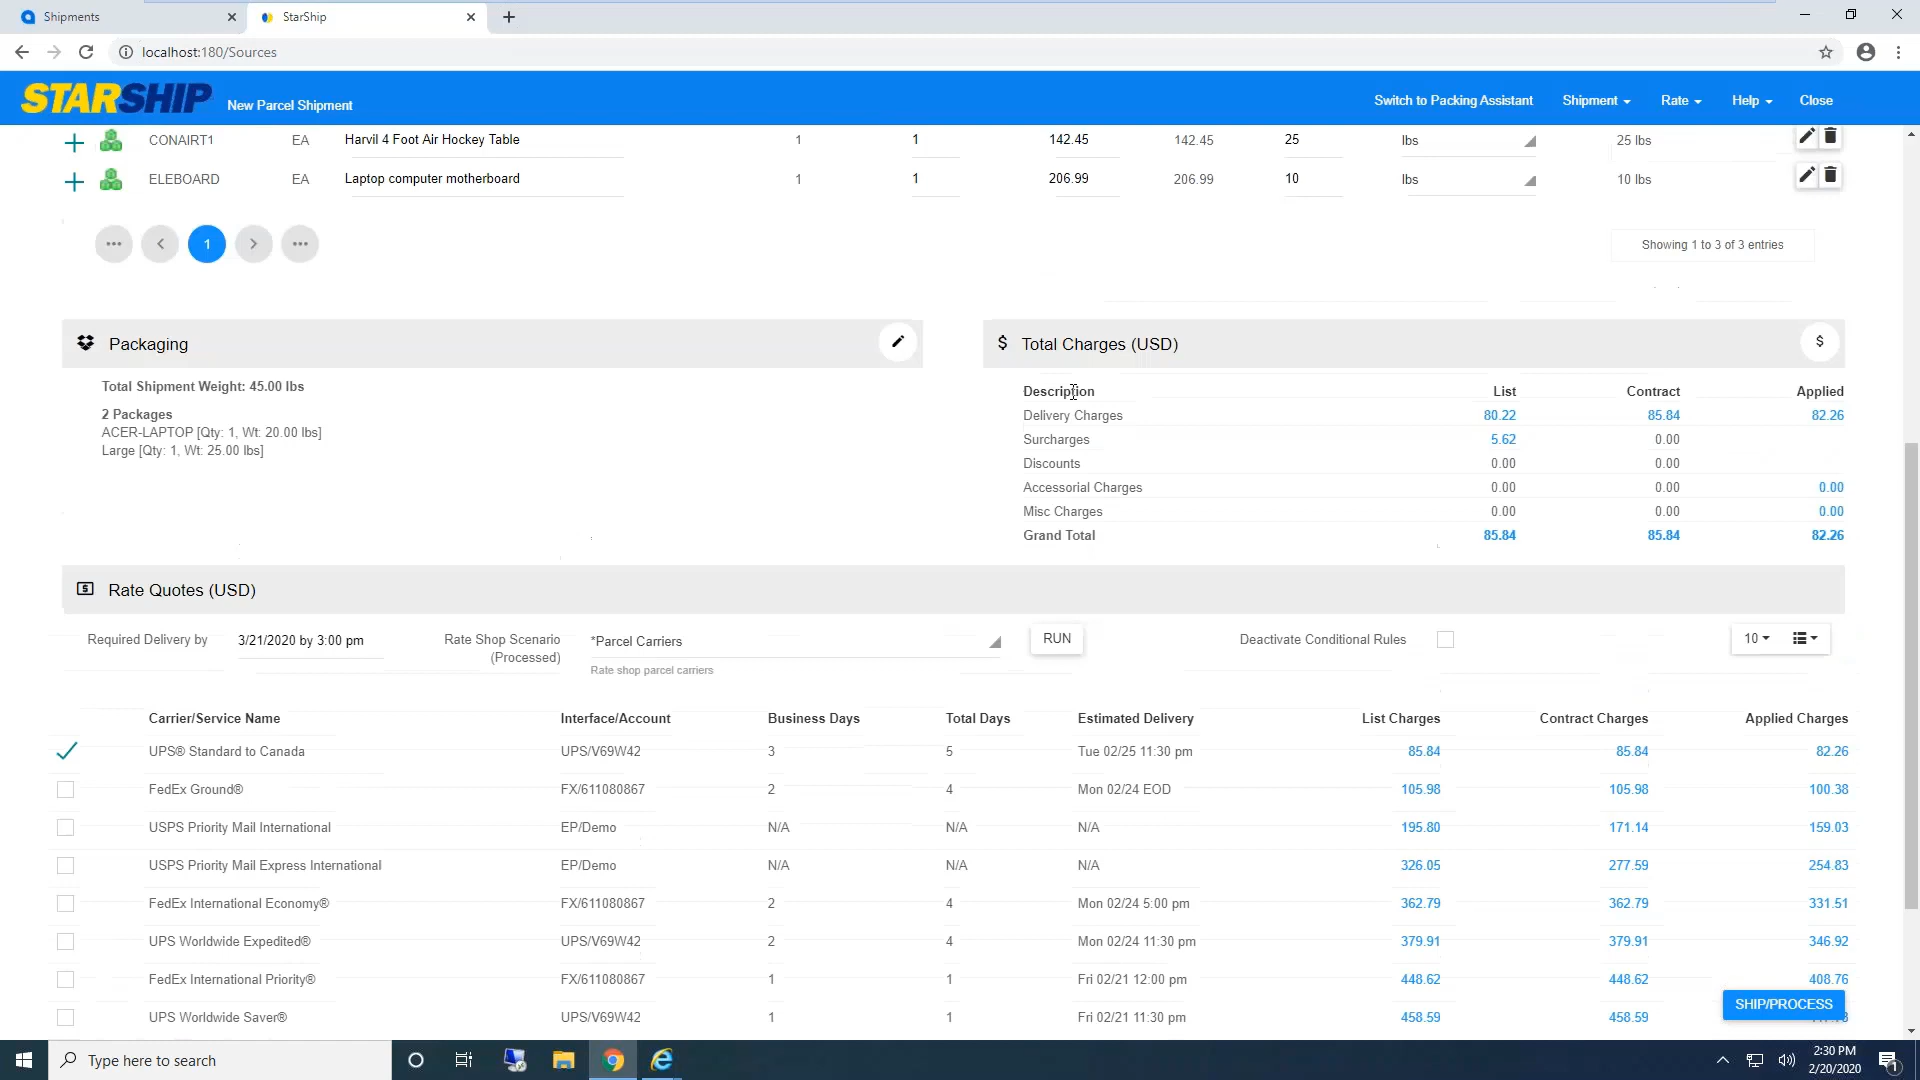 Shipments
StarShip
localhost:180/Sources
STARSHIP New Parcel Shipment Switch to Packing Assistant Shipment Rate Help Close
CONAIRT1 EA Harvil 4 Foot Air Hockey Table 1 1 142.45 142.45 25 lbs 25 lbs
ELEBOARD EA Laptop computer motherboard 1 1 206.99 206.99 10 lbs 10 lbs
1
Showing 1 to 3 of 3 entries
Packaging
Total Shipment Weight: 45.00 lbs
2 Packages
ACER-LAPTOP [Qty: 1, Wt: 20.00 lbs]
Large [Qty: 1, Wt: 25.00 lbs]
$ Total Charges (USD) $
Description List Contract Applied
Delivery Charges 80.22 85.84 82.26
Surcharges 5.62 0.00
Discounts 0.00 0.00
Accessorial Charges 0.00 0.00 0.00
Misc Charges 0.00 0.00 0.00
Grand Total 85.84 85.84 82.26
Rate Quotes (USD)
Required Delivery by 3/21/2020 by 3:00 pm Rate Shop Scenario *Parcel Carriers RUN Deactivate Conditional Rules 10
(Processed)
Rate shop parcel carriers
Carrier/Service Name Interface/Account Business Days Total Days Estimated Delivery List Charges Contract Charges Applied Charges
UPS® Standard to Canada UPS/V69W42 3 5 Tue 02/25 11:30 pm 85.84 85.84 82.26
FedEx Ground® FX/611080867 2 4 Mon 02/24 EOD 105.98 105.98 100.38
USPS Priority Mail International EP/Demo N/A N/A N/A 195.80 171.14 159.03
USPS Priority Mail Express International EP/Demo N/A N/A N/A 326.05 277.59 254.83
FedEx International Economy® FX/611080867 2 4 Mon 02/24 5:00 pm 362.79 362.79 331.51
UPS Worldwide Expedited® UPS/V69W42 2 4 Mon 02/24 11:30 pm 379.91 379.91 346.92
FedEx International Priority® FX/611080867 1 1 Fri 02/21 12:00 pm 448.62 448.62 408.76
SHIP/PROCESS
UPS Worldwide Saver® UPS/V69W42 1 1 Fri 02/21 11:30 pm 458.59 458.59
Type here to search
2:30 PM
2/20/2020
1